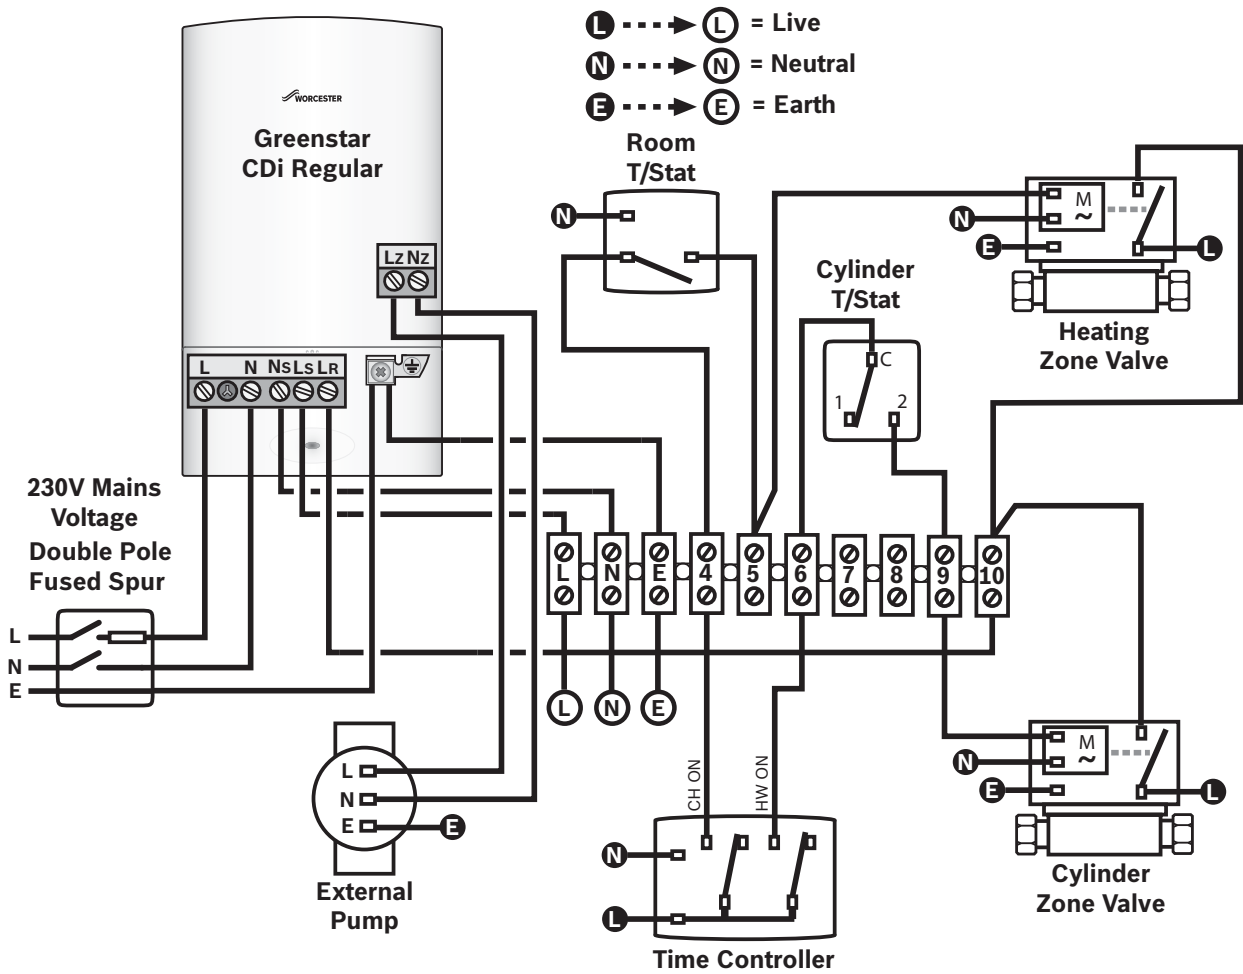 L L = Live
N N = Neutral
E E = Earth
WORCESTER
Greenstar
CDi Regular
Room
T/Stat
N
M
~
N
E
L
Heating
Zone Valve
Cylinder
T/Stat
C
1
2
LZ NZ
L N NS LS LR
230V Mains
Voltage
Double Pole
Fused Spur
L
N
E
L N E 4 5 6 7 8 9 10
L N E
L
N
E E
External
Pump
CH ON
HW ON
N
L
Time Controller
M
~
N
E
L
Cylinder
Zone Valve